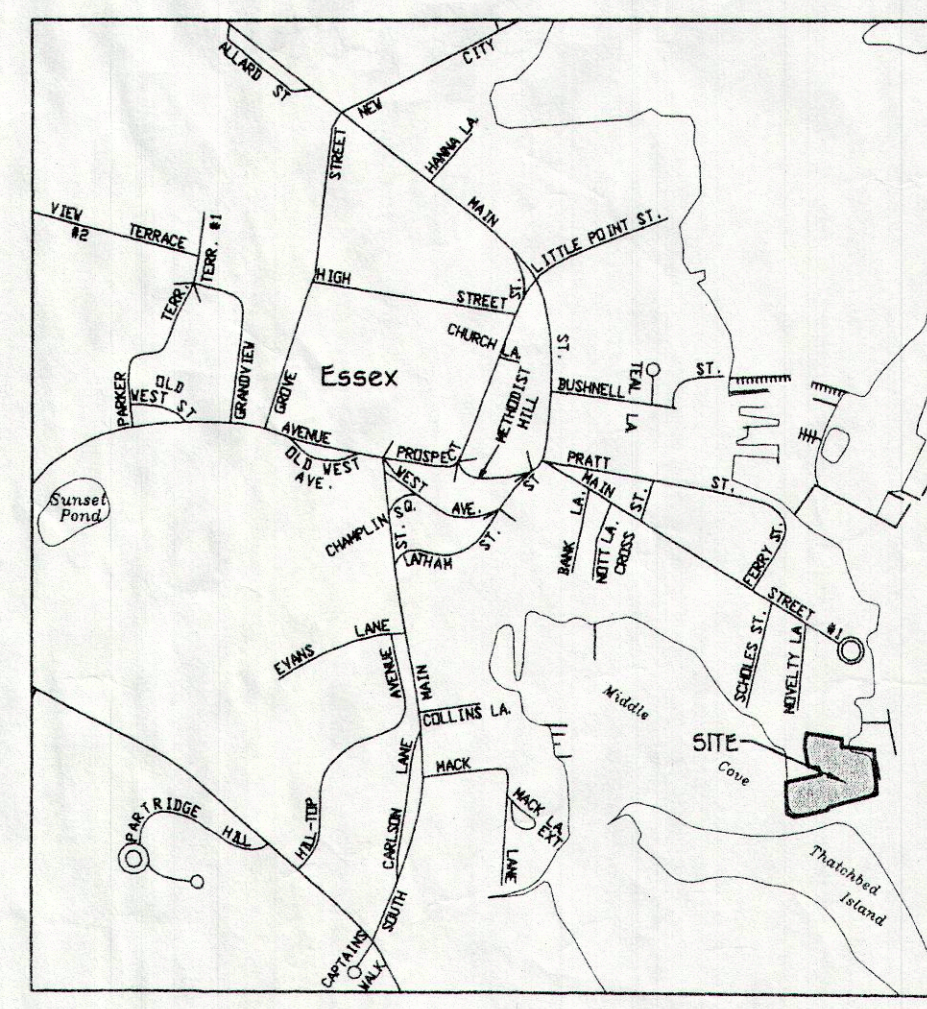 ALLARD ST
NEW CITY
STREET
HANNA LA.
MAIN
VIEW
#2
TERRACE
TERR. #1
LITTLE POINT ST.
TERR.
HIGH
STREET
ST.
CHURCH LA.
ST.
PARKER
OLD
WEST ST
GRANDVIEW
GROVE
Essex
METHODIST
HILL
BUSHNELL
LA
TEAL
ST.
AVENUE
OLD WEST
AVE.
PROSPECT
ST
PRATT
ST.
Sunset
Pond
WEST
AVE.
CHAMPLIN SQ.
ST.
LATHAM
ST.
MAIN
BANK LA.
NOTT LA.
CROSS
ST.
FERRY ST.
STREET
#1
EVANS
LANE
AVENUE
MAIN
COLLINS LA.
Middle
Cove
SCHOLES ST.
NOVELTY LA
SITE
LANE
MACK
MACK LA
EXT
LANE
PARTRIDGE
HILL
HILL-TOP
CARLSON
SOUTH
CAPTAINS
WALK
Thatchbed
Island